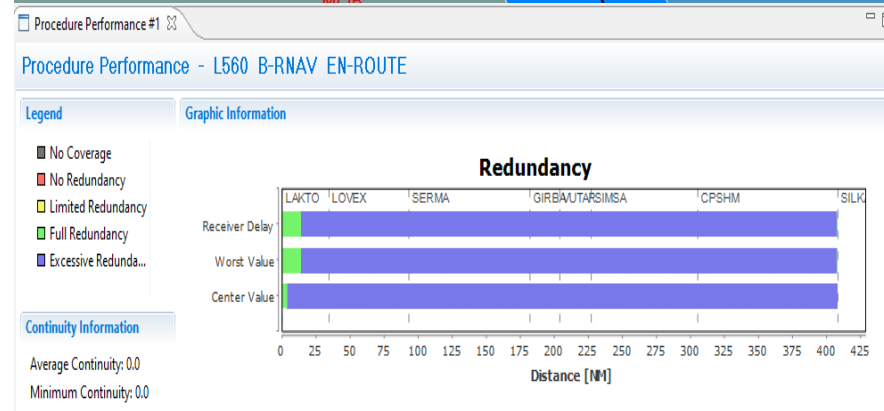 Procedure Performance #1
Procedure Performance - L560 B-RNAV EN-ROUTE
Legend
No Coverage
No Redundancy
Limited Redundancy
Full Redundancy
Excessive Redunda...
Continuity Information
Average Continuity: 0.0
Minimum Continuity: 0.0
Graphic Information
Redundancy
LAKTO LOVEX SERMA GIRBA VUTAR SIMSA CPSHM SILK
Receiver Delay
Worst Value
Center Value
0 25 50 75 100 125 150 175 200 225 250 275 300 325 350 375 400 425
Distance [NM]